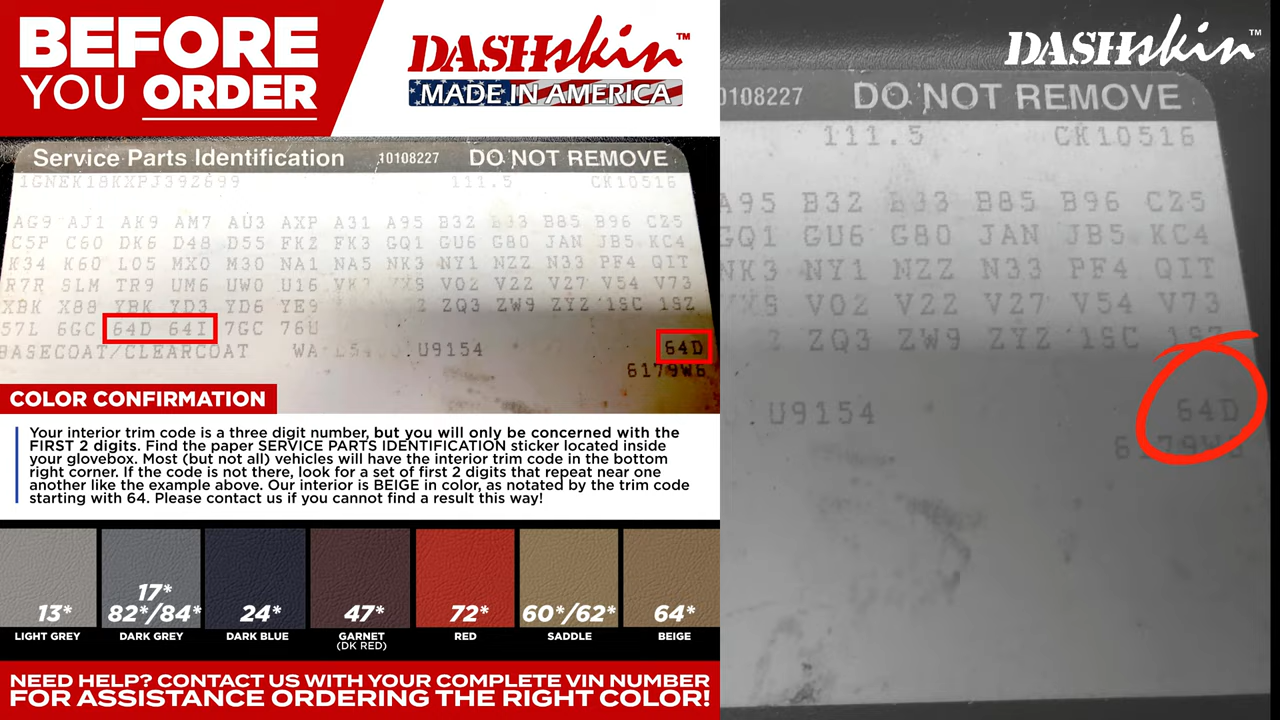 BEFORE
YOU ORDER
DASHskin™
MADE IN AMERICA
Service Parts Identification 10108227 DO NOT REMOVE
1GNEK18KXPJ392699 111.5 CK10516
AG9 AJ1 AK9 AM7 AU3 AXP A31 A95 B32 B33 B85 B96 C25
C5P C60 DK6 D48 D55 FK2 FK3 GQ1 GU6 G80 JAN JB5 KC4
K34 K60 L05 MX0 M30 NA1 NA5 NK3 NY1 NZZ N33 PF4 QIT
R7R SLM TR9 UM6 UW0 U16 VK3 V02 V22 V27 V54 V73
XBK X88 YBK YD3 YD6 YE9 2 ZQ3 ZW9 ZYZ 1SC 1SZ
57L 6GC 64D 64I 7GC 76U
BASECOAT/CLEARCOAT WA U9154 64D
6179W6
COLOR CONFIRMATION
Your interior trim code is a three digit number, but you will only be concerned with the
FIRST 2 digits. Find the paper SERVICE PARTS IDENTIFICATION sticker located inside
your glovebox. Most (but not all) vehicles will have the interior trim code in the bottom
right corner. If the code is not there, look for a set of first 2 digits that repeat near one
another like the example above. Our interior is BEIGE in color, as notated by the trim code
starting with 64. Please contact us if you cannot find a result this way!
13*
LIGHT GREY
17*
82*/84*
DARK GREY
24*
DARK BLUE
47*
GARNET
(DK RED)
72*
RED
60*/62*
SADDLE
64*
BEIGE
NEED HELP? CONTACT US WITH YOUR COMPLETE VIN NUMBER
FOR ASSISTANCE ORDERING THE RIGHT COLOR!
DASHskin™
0108227 DO NOT REMOVE
111.5 CK10516
A95 B32 B33 B85 B96 C25
GQ1 GU6 G80 JAN JB5 KC4
NK3 NY1 NZZ N33 PF4 QIT
V02 V22 V27 V54 V73
2 ZQ3 ZW9 ZYZ 1SC 1SZ
U9154 64D
6179W6